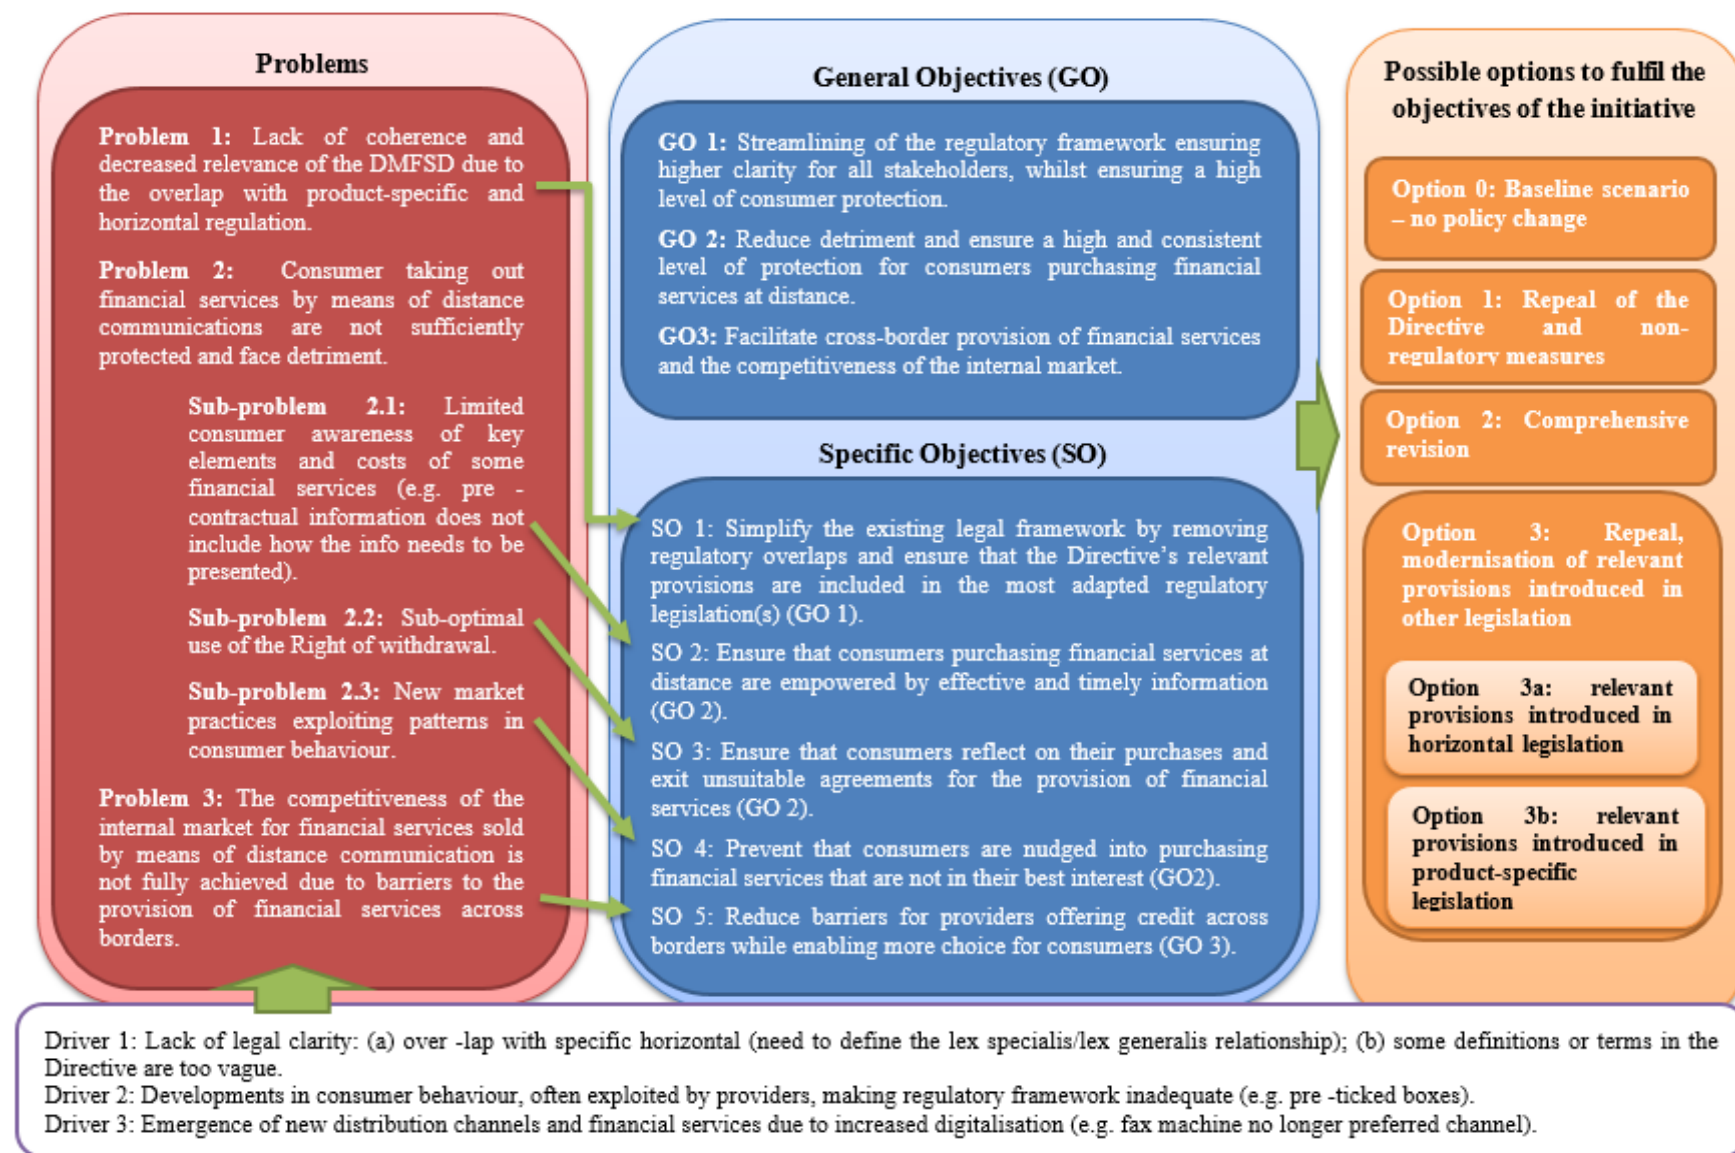 Problems
Problem 1: Lack of coherence and
decreased relevance of the DMFSD due to
the overlap with product-specific and
horizontal regulation.
Problem 2: Consumer taking out
financial services by means of distance
communications are not sufficiently
protected and face detriment.
Sub-problem 2.1: Limited
consumer awareness of key
elements and costs of some
financial services (e.g. pre -
contractual information does not
include how the info needs to be
presented).
Sub-problem 2.2: Sub-optimal
use of the Right of withdrawal.
Sub-problem 2.3: New market
practices exploiting patterns in
consumer behaviour.
Problem 3: The competitiveness of the
internal market for financial services sold
by means of distance communication is
not fully achieved due to barriers to the
provision of financial services across
borders.
General Objectives (GO)
GO 1: Streamlining of the regulatory framework ensuring
higher clarity for all stakeholders, whilst ensuring a high
level of consumer protection.
GO 2: Reduce detriment and ensure a high and consistent
level of protection for consumers purchasing financial
services at distance.
GO3: Facilitate cross-border provision of financial services
and the competitiveness of the internal market.
Specific Objectives (SO)
SO 1: Simplify the existing legal framework by removing
regulatory overlaps and ensure that the Directive's relevant
provisions are included in the most adapted regulatory
legislation(s) (GO 1).
SO 2: Ensure that consumers purchasing financial services at
distance are empowered by effective and timely information
(GO 2).
SO 3: Ensure that consumers reflect on their purchases and
exit unsuitable agreements for the provision of financial
services (GO 2).
SO 4: Prevent that consumers are nudged into purchasing
financial services that are not in their best interest (GO2).
SO 5: Reduce barriers for providers offering credit across
borders while enabling more choice for consumers (GO 3).
Possible options to fulfil the
objectives of the initiative
Option 0: Baseline scenario
– no policy change
Option 1: Repeal of the
Directive and non-
regulatory measures
Option 2: Comprehensive
revision
Option 3: Repeal,
modernisation of relevant
provisions introduced in
other legislation
Option 3a: relevant
provisions introduced in
horizontal legislation
Option 3b: relevant
provisions introduced in
product-specific
legislation
Driver 1: Lack of legal clarity: (a) over -lap with specific horizontal (need to define the lex specialis/lex generalis relationship); (b) some definitions or terms in the
Directive are too vague.
Driver 2: Developments in consumer behaviour, often exploited by providers, making regulatory framework inadequate (e.g. pre -ticked boxes).
Driver 3: Emergence of new distribution channels and financial services due to increased digitalisation (e.g. fax machine no longer preferred channel).